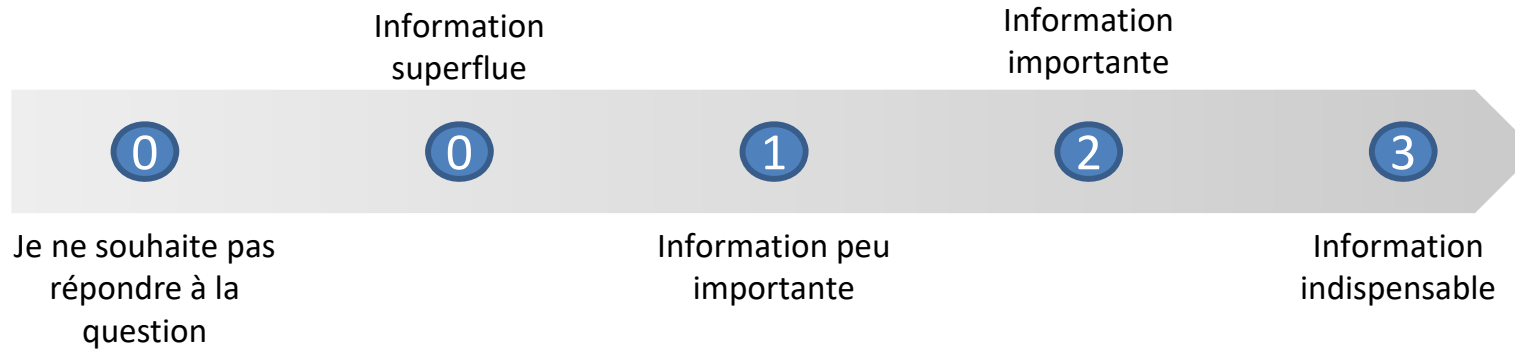 Information
superflue
Information
importante
0
0
1
2
3
Je ne souhaite pas
répondre à la
question
Information peu
importante
Information
indispensable